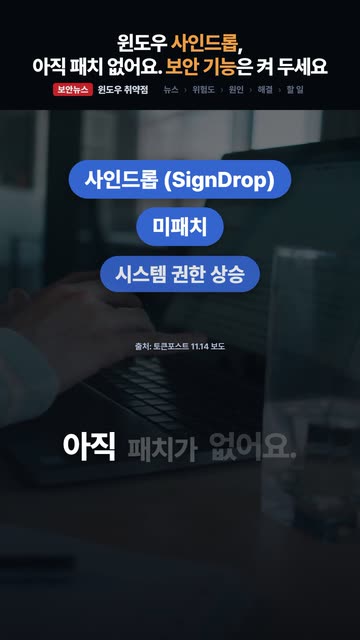 윈도우 사인드롭,
아직 패치 없어요. 보안 기능은 켜 두세요
보안뉴스 윈도우 취약점 뉴스 › 위험도 › 원인 › 해결 › 할 일
사인드롭 (SignDrop)
미패치
시스템 권한 상승
출처: 토큰포스트 11.14 보도
아직 패치가 없어요.